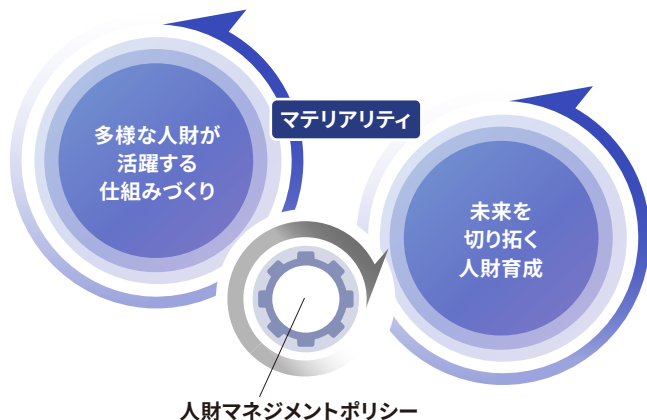 多様な人財が
活躍する
仕組みづくり
マテリアリティ
未来を
切り拓く
人財育成
人財マネジメントポリシー